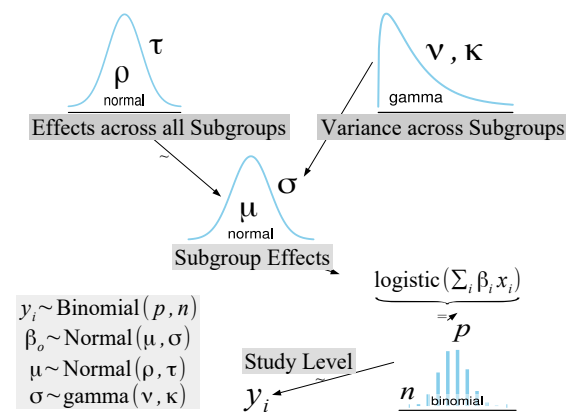 τ
ρ
normal
ν , κ
gamma
Effects across all Subgroups
Variance across Subgroups
~
σ
μ
normal
Subgroup Effects
logistic(∑ᵢ βᵢ xᵢ)
=
p
yᵢ ~ Binomial(p, n)
βₒ ~ Normal(μ, σ)
μ ~ Normal(ρ, τ)
σ ~ gamma(ν, κ)
Study Level
~
yᵢ
n
binomial